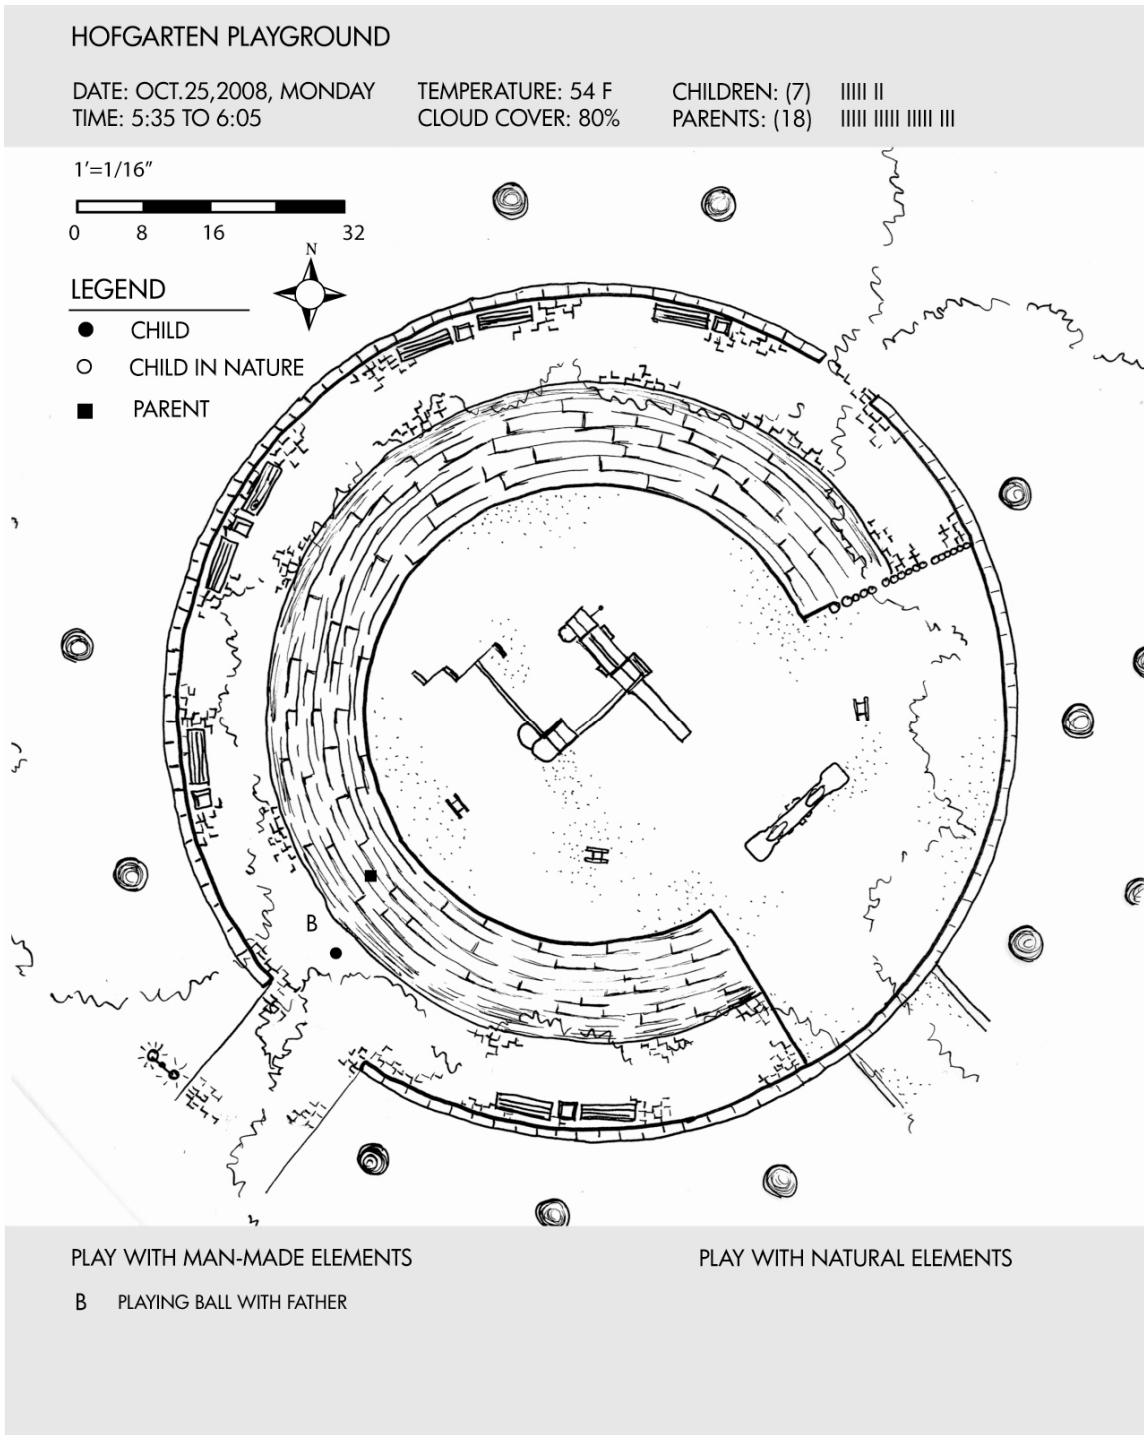 HOFGARTEN PLAYGROUND
DATE: OCT.25,2008, MONDAY
TIME: 5:35 TO 6:05
TEMPERATURE: 54 F
CLOUD COVER: 80%
CHILDREN: (7) IIIII II
PARENTS: (18) IIIII IIIII IIIII III
1'=1/16"
0 8 16 32
N
LEGEND
CHILD
CHILD IN NATURE
PARENT
B
PLAY WITH MAN-MADE ELEMENTS
B PLAYING BALL WITH FATHER
PLAY WITH NATURAL ELEMENTS